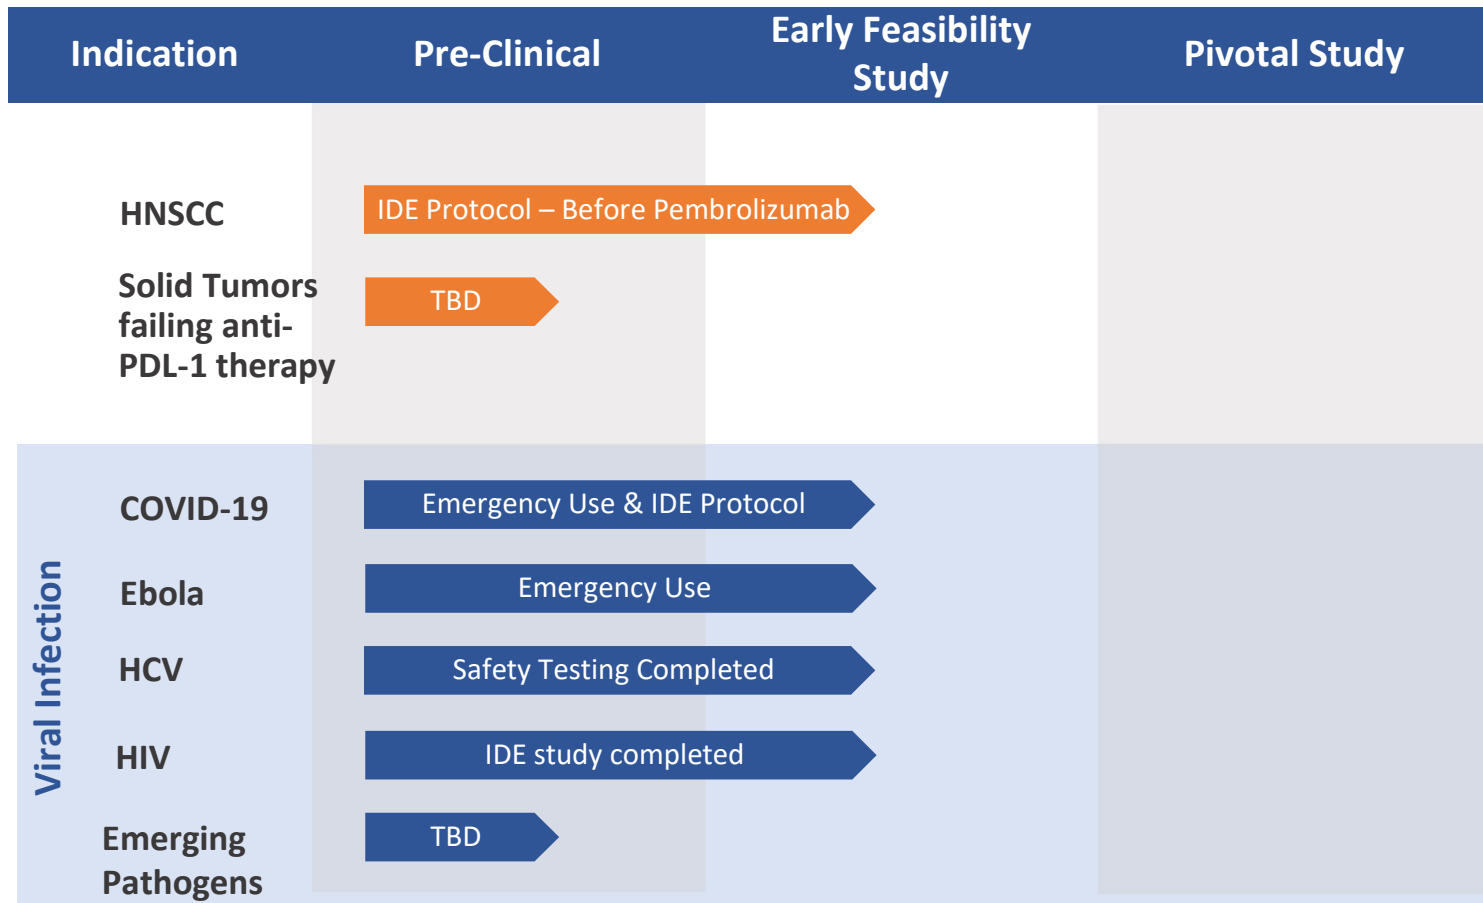 Indication
Pre-Clinical
Early Feasibility
Study
Pivotal Study
HNSCC
IDE Protocol – Before Pembrolizumab
Solid Tumors
failing anti-
PDL-1 therapy
TBD
Viral Infection
COVID-19
Emergency Use & IDE Protocol
Ebola
Emergency Use
HCV
Safety Testing Completed
HIV
IDE study completed
Emerging
Pathogens
TBD